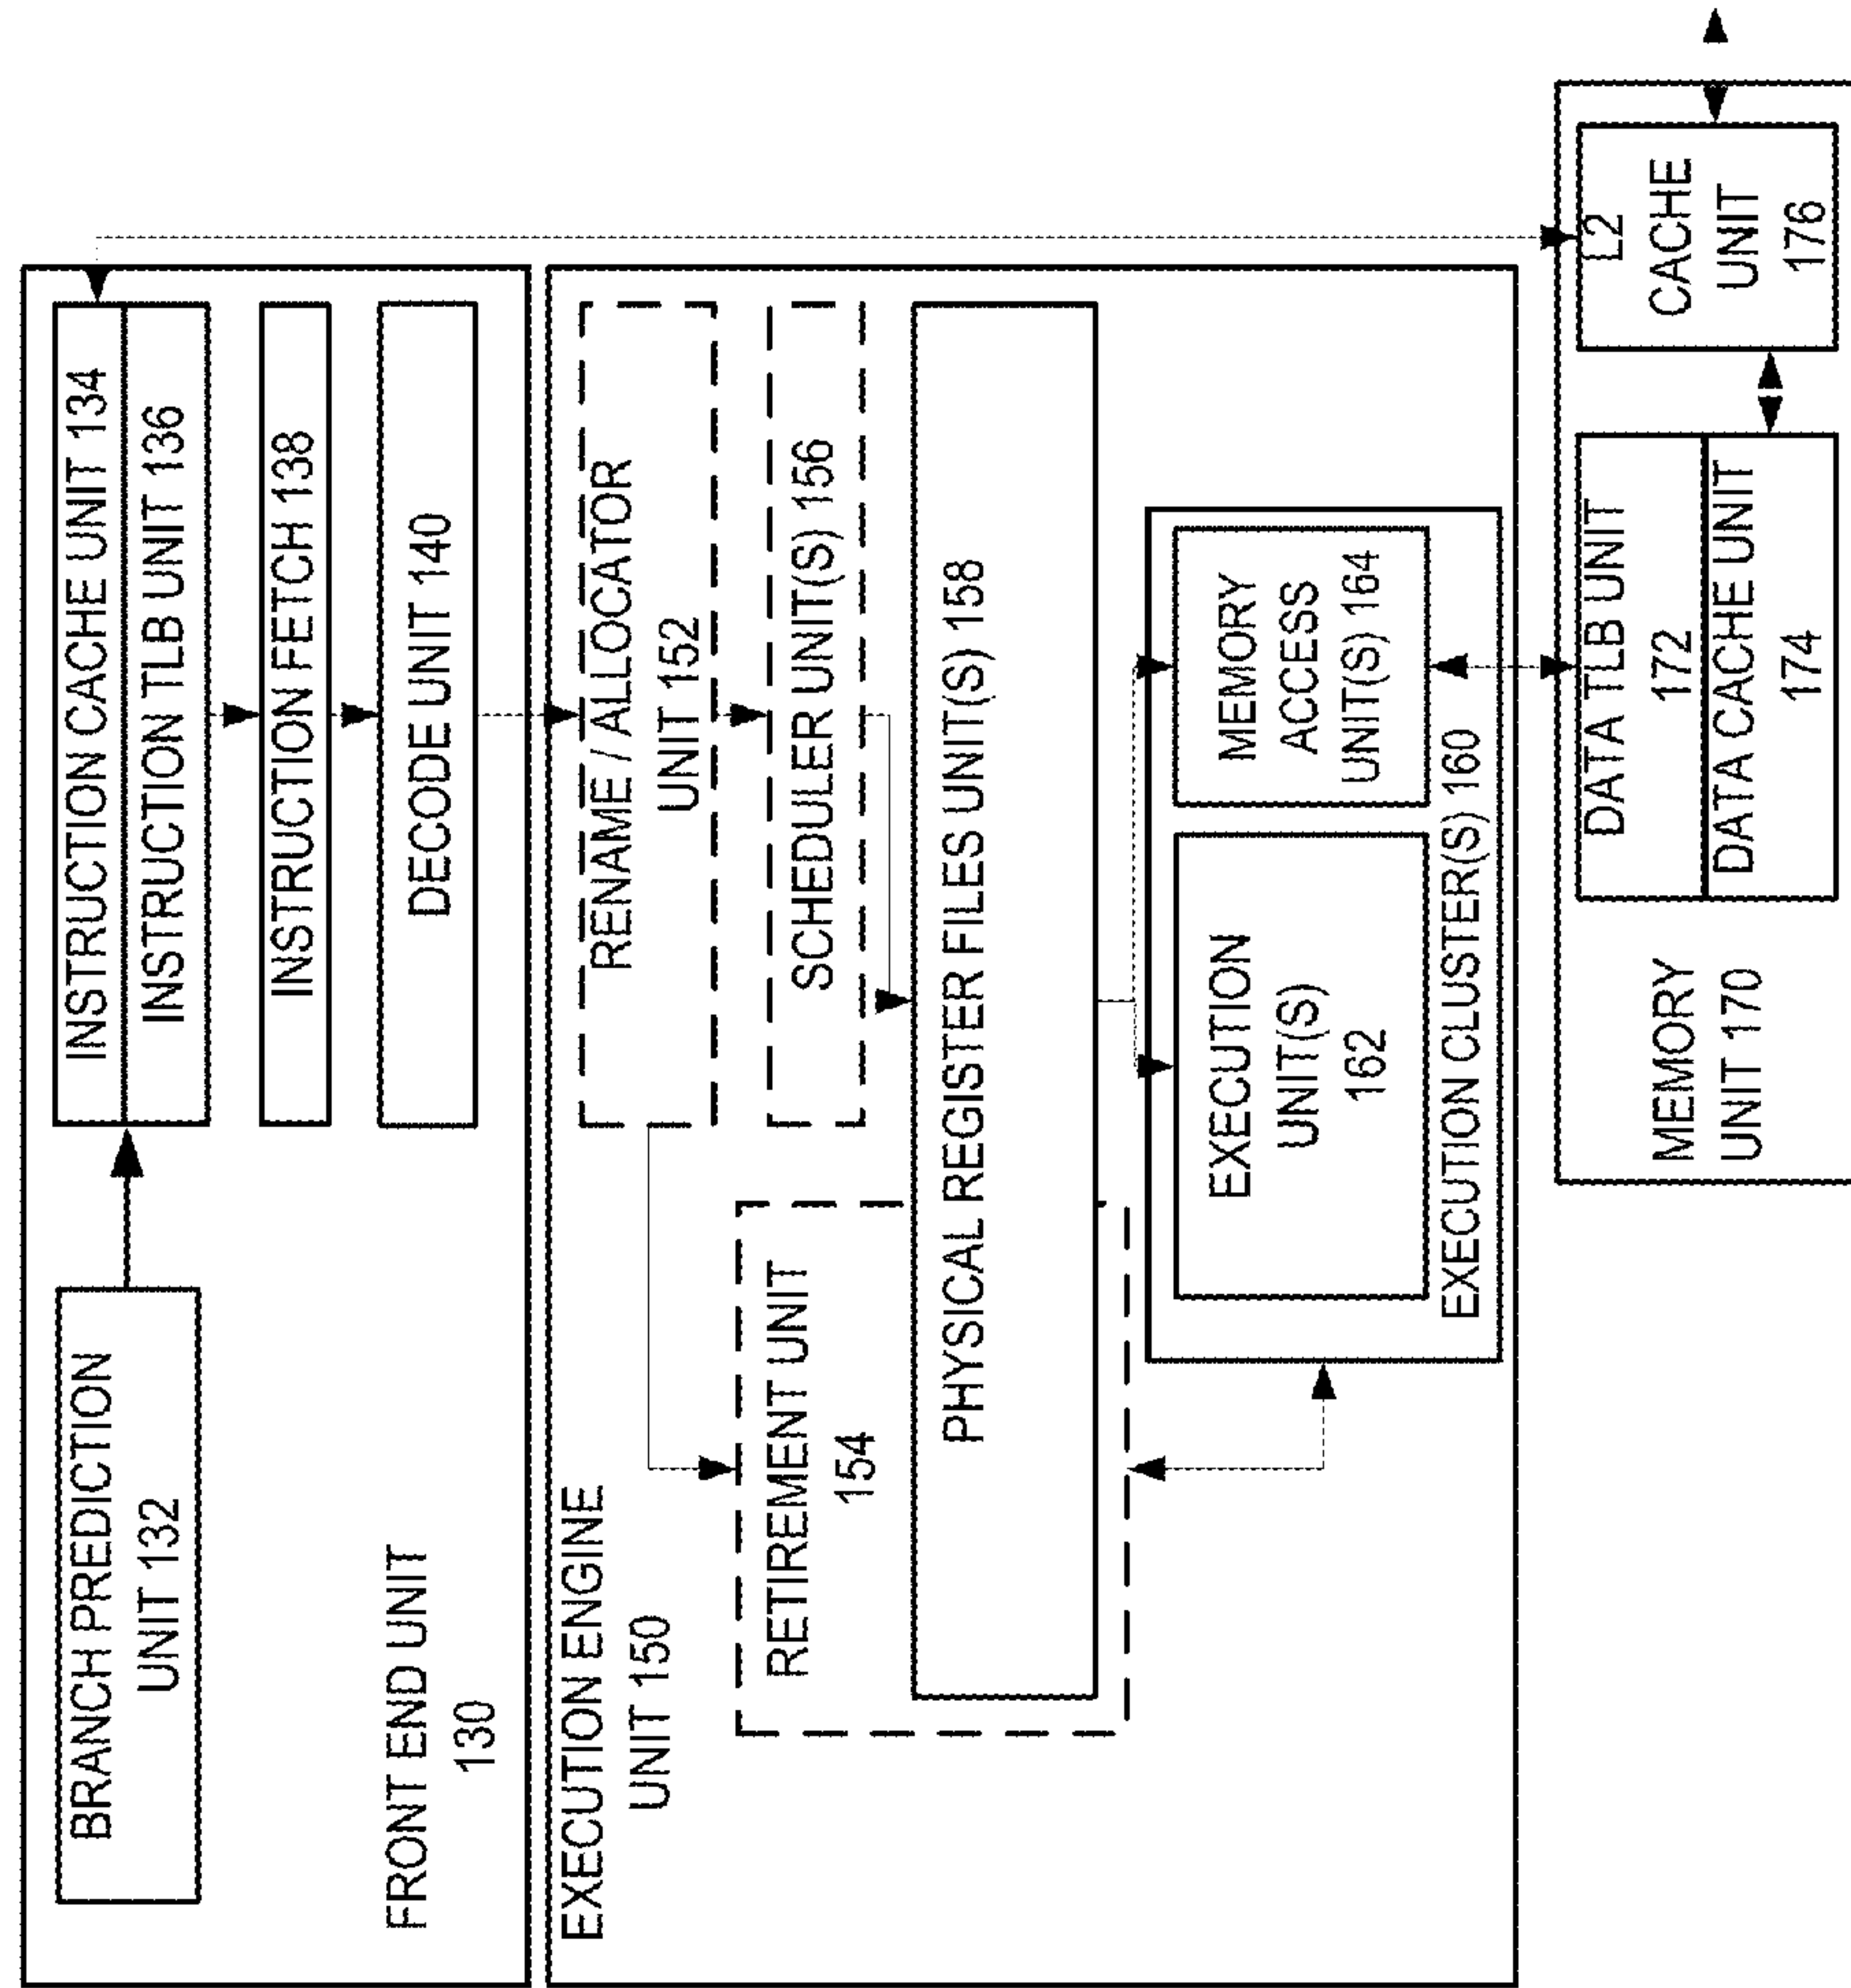 BRANCH PREDICTION
UNIT 132
INSTRUCTION CACHE UNIT 134
INSTRUCTION TLB UNIT 136
INSTRUCTION FETCH 138
DECODE UNIT 140
FRONT END UNIT
130
EXECUTION ENGINE
UNIT 150
RENAME / ALLOCATOR
UNIT 152
RETIREMENT UNIT
154
SCHEDULER UNIT(S) 156
PHYSICAL REGISTER FILES UNIT(S) 158
EXECUTION
UNIT(S)
162
MEMORY
ACCESS
UNIT(S) 164
EXECUTION CLUSTER(S) 160
MEMORY
UNIT 170
DATA TLB UNIT
172
DATA CACHE UNIT
174
L2
CACHE
UNIT
176